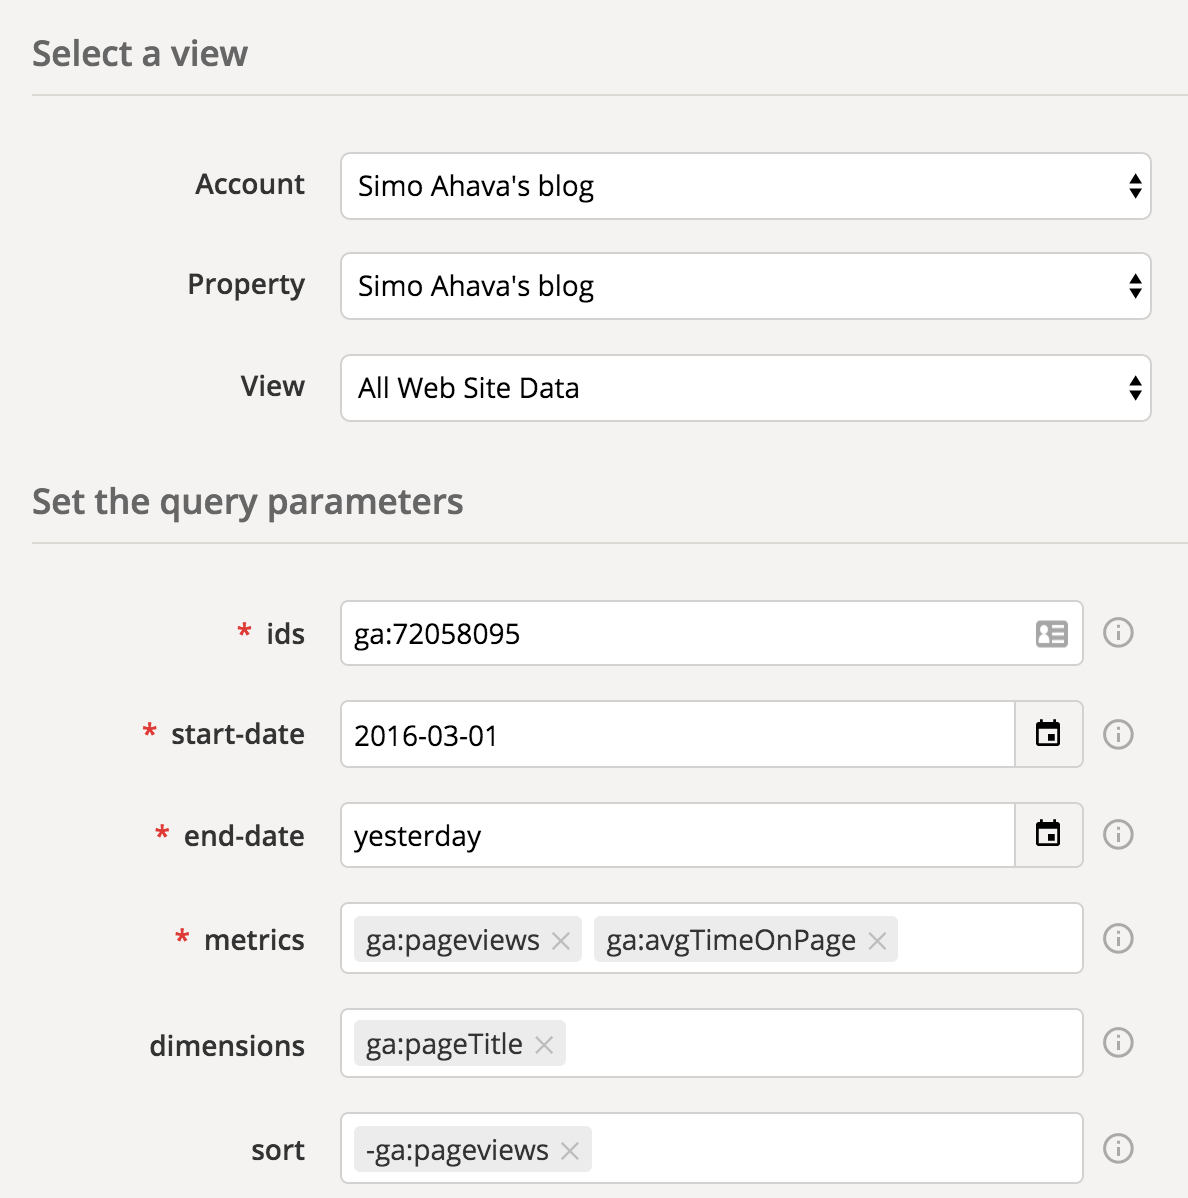 Select a view
Account Simo Ahava's blog
Property Simo Ahava's blog
View All Web Site Data
Set the query parameters
* ids ga:72058095
* start-date 2016-03-01
* end-date yesterday
* metrics ga:pageviews × ga:avgTimeOnPage ×
dimensions ga:pageTitle ×
sort -ga:pageviews ×